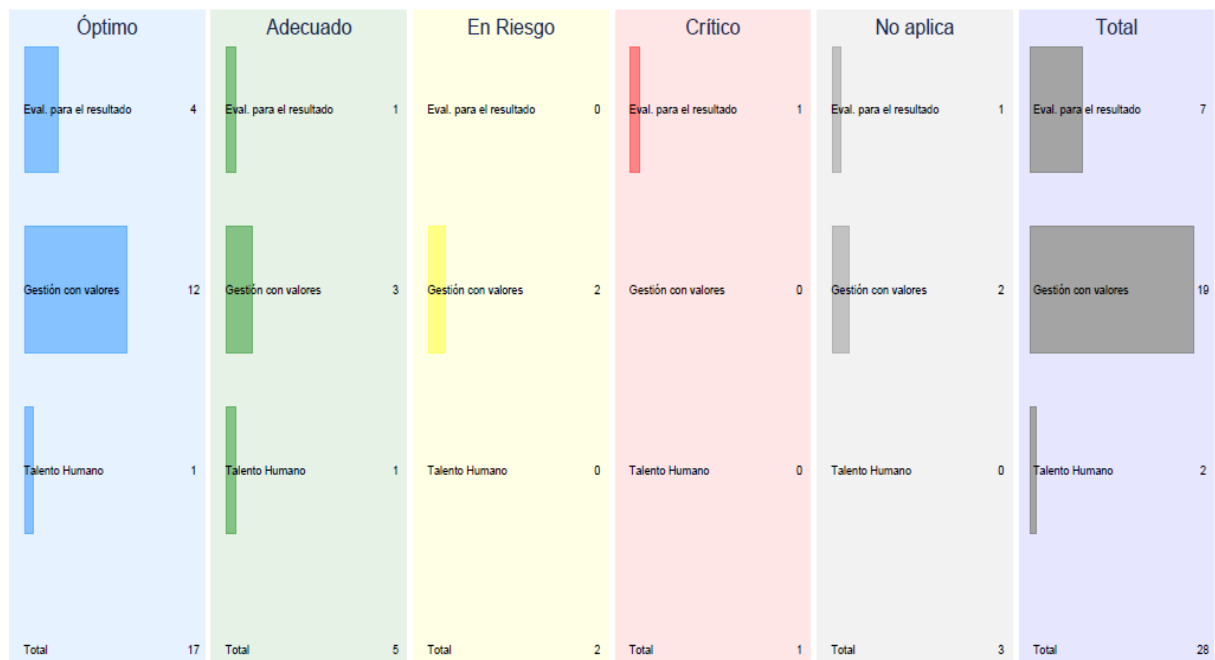 Óptimo Adecuado En Riesgo Crítico No aplica Total
Eval. para el resultado 4 Eval. para el resultado 1 Eval. para el resultado 0 Eval. para el resultado 1 Eval. para el resultado 1 Eval. para el resultado 7
Gestión con valores 12 Gestión con valores 3 Gestión con valores 2 Gestión con valores 0 Gestión con valores 2 Gestión con valores 19
Talento Humano 1 Talento Humano 1 Talento Humano 0 Talento Humano 0 Talento Humano 0 Talento Humano 2
Total 17 Total 5 Total 2 Total 1 Total 3 Total 28